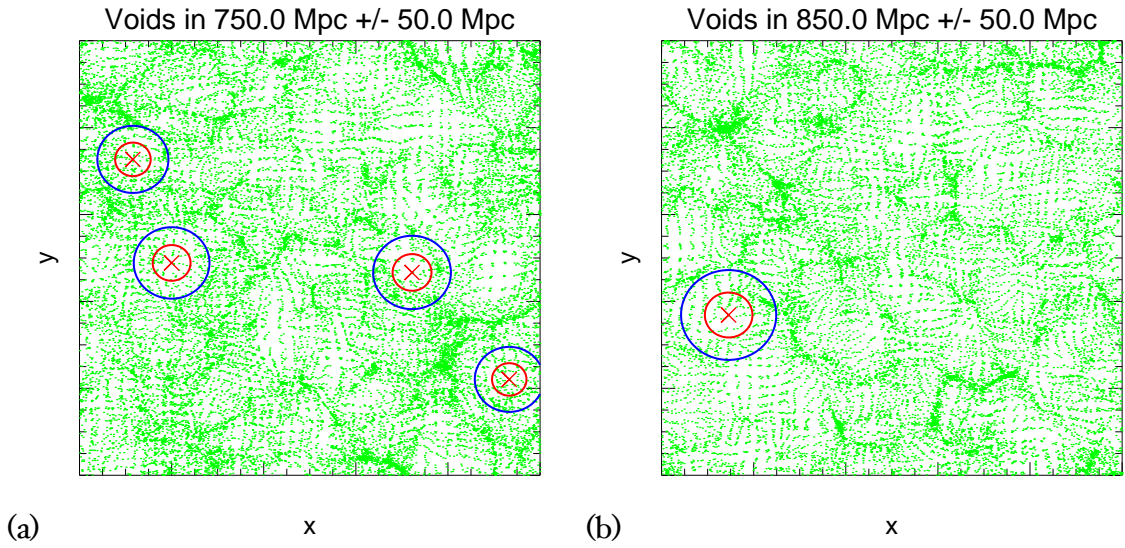 Voids in 750.0 Mpc +/- 50.0 Mpc
y
x
(a)
Voids in 850.0 Mpc +/- 50.0 Mpc
y
x
(b)